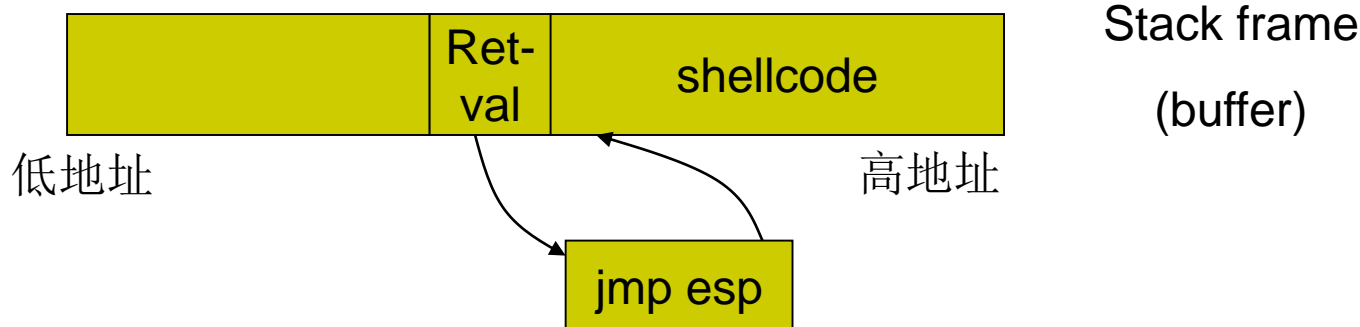 Ret-
val
shellcode
Stack frame
(buffer)
低地址
高地址
jmp esp